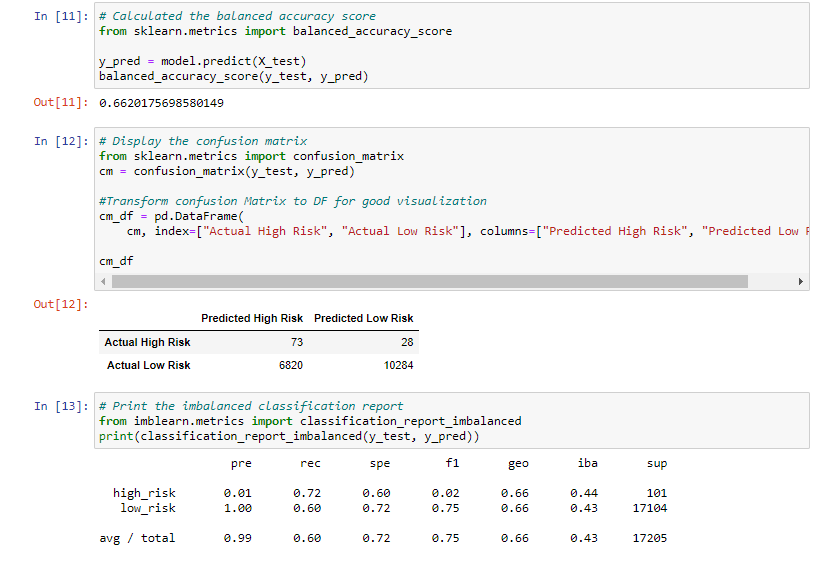 In [11]: # Calculated the balanced accuracy score
from sklearn.metrics import balanced_accuracy_score
y_pred = model.predict(X_test)
balanced_accuracy_score(y_test, y_pred)
Out[11]: 0.6620175698580149
In [12]: # Display the confusion matrix
from sklearn.metrics import confusion_matrix
cm = confusion_matrix(y_test, y_pred)
#Transform confusion Matrix to DF for good visualization
cm_df = pd.DataFrame(
cm, index=["Actual High Risk", "Actual Low Risk"], columns=["Predicted High Risk", "Predicted Low
cm_df
Out[12]:
Predicted High Risk Predicted Low Risk
Actual High Risk 73 28
Actual Low Risk 6820 10284
In [13]: # Print the imbalanced classification report
from imblearn.metrics import classification_report_imbalanced
print(classification_report_imbalanced(y_test, y_pred))
pre rec spe f1 geo iba sup
high_risk 0.01 0.72 0.60 0.02 0.66 0.44 101
low_risk 1.00 0.60 0.72 0.75 0.66 0.43 17104
avg / total 0.99 0.60 0.72 0.75 0.66 0.43 17205